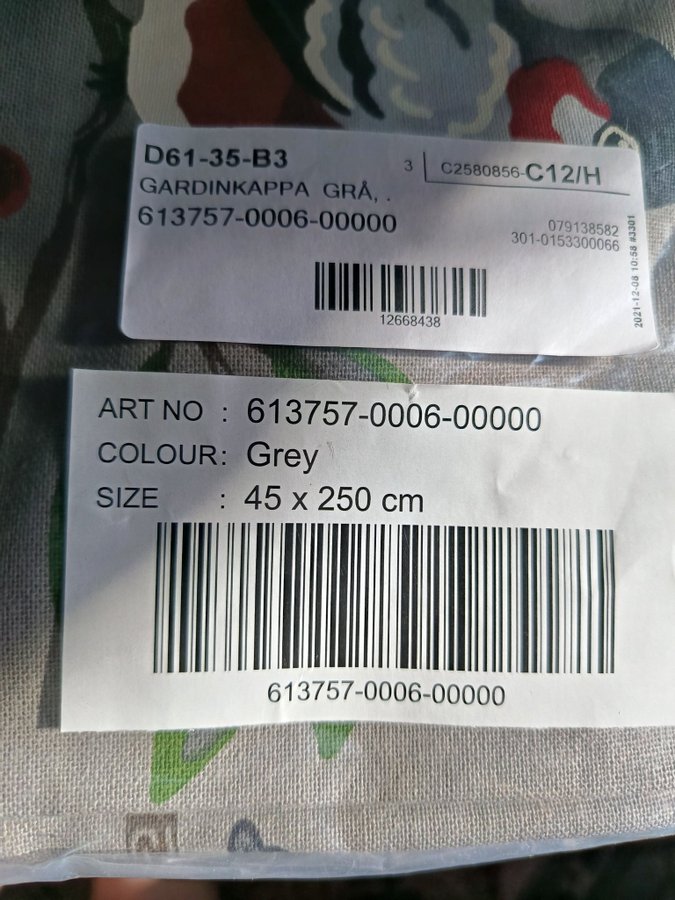 D61-35-B3
3 C2580856-C12/H
GARDINKAPPA GRÅ, .
613757-0006-00000
079138582
301-0153300066
2021-12-08 10:58 #3301
12668438
ART NO : 613757-0006-00000
COLOUR: Grey
SIZE : 45 x 250 cm
613757-0006-00000